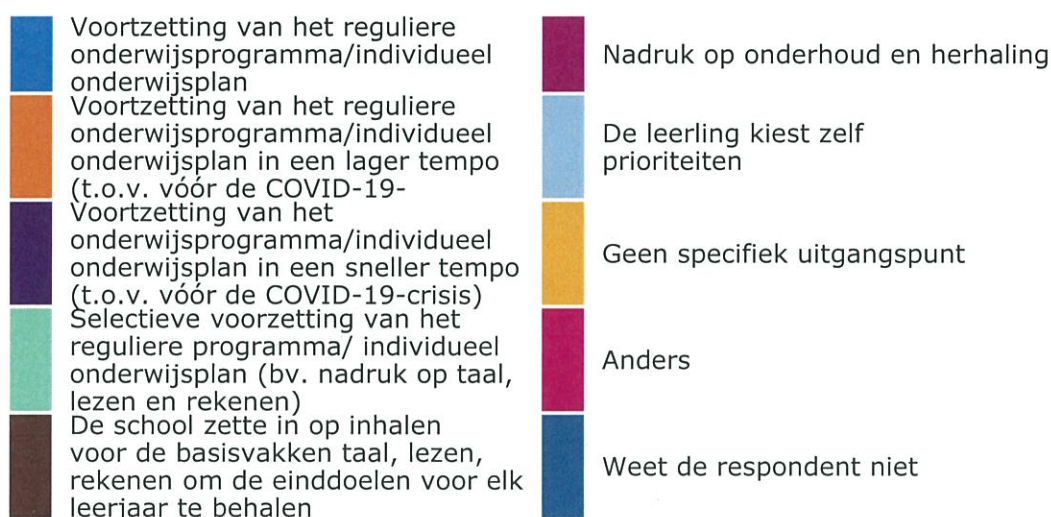 Voortzetting van het reguliere
onderwijsprogramma/individueel
onderwijsplan
Voortzetting van het reguliere
onderwijsprogramma/individueel
onderwijsplan in een lager tempo
(t.o.v. vóór de COVID-19-
Voortzetting van het
onderwijsprogramma/individueel
onderwijsplan in een sneller tempo
(t.o.v. vóór de COVID-19-crisis)
Selectieve voorzetting van het
reguliere programma/ individueel
onderwijsplan (bv. nadruk op taal,
lezen en rekenen)
De school zette in op inhalen
voor de basisvakken taal, lezen,
rekenen om de einddoelen voor elk
leerjaar te behalen
Nadruk op onderhoud en herhaling
De leerling kiest zelf
prioriteiten
Geen specifiek uitgangspunt
Anders
Weet de respondent niet